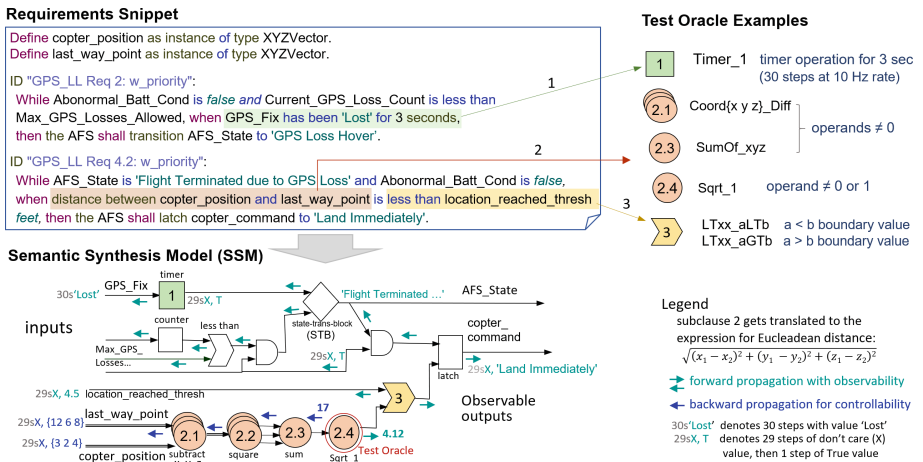 Requirements Snippet
Define copter_position as instance of type XYZVector.
Define last_way_point as instance of type XYZVector.
ID "GPS_LL Req 2: w_priority":
While Abonormal_Batt_Cond is false and Current_GPS_Loss_Count is less than
Max_GPS_Losses_Allowed, when GPS_Fix has been 'Lost' for 3 seconds,
then the AFS shall transition AFS_State to 'GPS Loss Hover'.
ID "GPS_LL Req 4.2: w_priority":
While AFS_State is 'Flight Terminated due to GPS Loss' and Abonormal_Batt_Cond is false,
when distance between copter_position and last_way_point is less than location_reached_thresh
feet, then the AFS shall latch copter_command to 'Land Immediately'.
1
2
3
Test Oracle Examples
1 Timer_1 timer operation for 3 sec
(30 steps at 10 Hz rate)
2.1 Coord{x y z}_Diff
operands ≠ 0
2.3 SumOf_xyz
2.4 Sqrt_1 operand ≠ 0 or 1
3 LTxx_aLTb a < b boundary value
LTxx_aGTb a > b boundary value
Semantic Synthesis Model (SSM)
timer
30s'Lost' GPS_Fix 1 29sX, T
'Flight Terminated ...' AFS_State
inputs
counter
less than
state-trans-block
(STB)
Max_GPS_
Losses...
29sX, T
copter_
command
latch
29sX, 'Land Immediately'
29sX, 4.5 location_reached_thresh
3
Observable
outputs
29sX, {12 6 8} last_way_point
17
2.1 2.2 2.3 2.4
4.12
29sX, {3 2 4}
copter_position subtract square sum Sqrt_1 Test Oracle
Legend
subclause 2 gets translated to the
expression for Eucleadean distance:
√(x₁ − x₂)² + (y₁ − y₂)² + (z₁ − z₂)²
forward propagation with observability
backward propagation for controllability
30s'Lost' denotes 30 steps with value 'Lost'
29sX, T denotes 29 steps of don't care (X)
value, then 1 step of True value